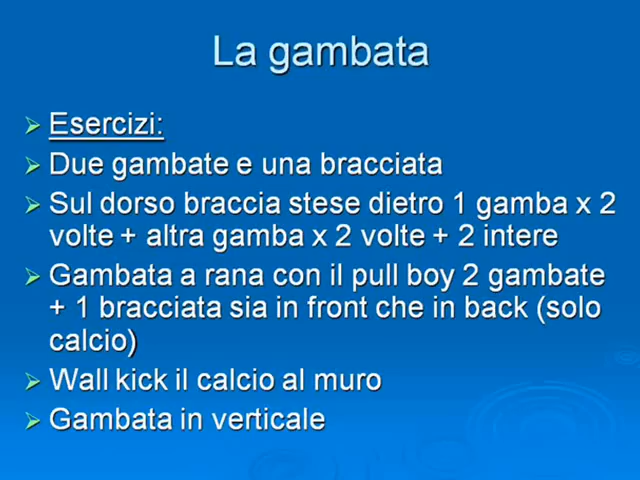 La gambata
Esercizi:
Due gambate e una bracciata
Sul dorso braccia stese dietro 1 gamba x 2
volte + altra gamba x 2 volte + 2 intere
Gambata a rana con il pull boy 2 gambate
+ 1 bracciata sia in front che in back (solo
calcio)
Wall kick il calcio al muro
Gambata in verticale